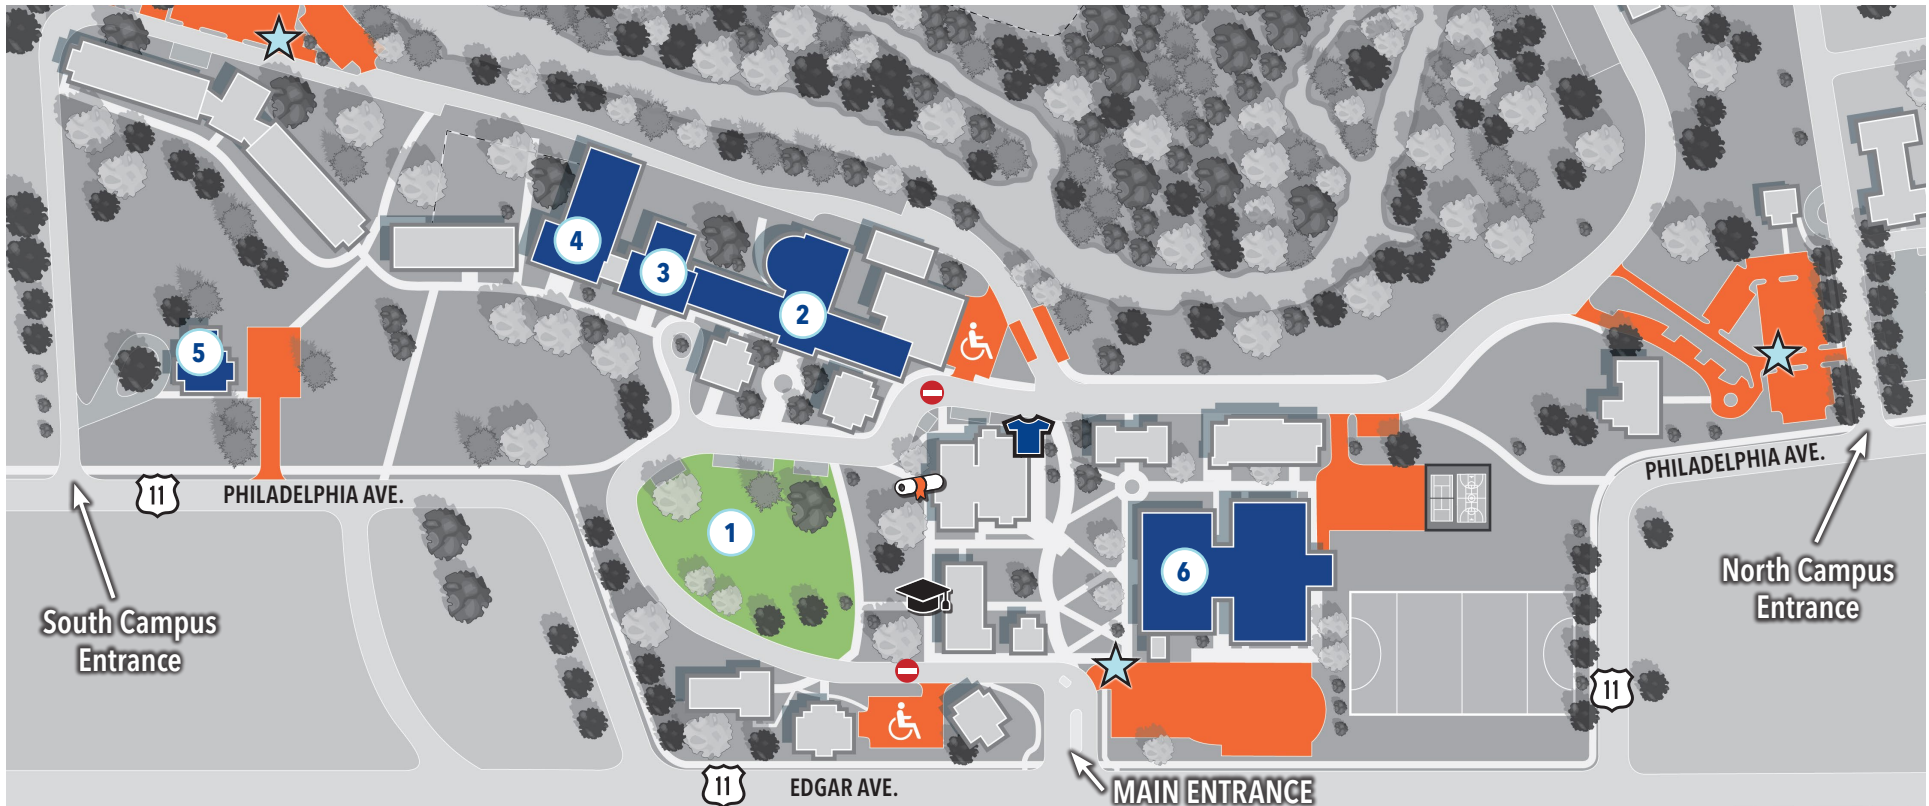 4
3
2
5
11
PHILADELPHIA AVE.
PHILADELPHIA AVE.
1
6
South Campus
Entrance
North Campus
Entrance
11
11
EDGAR AVE.
MAIN ENTRANCE